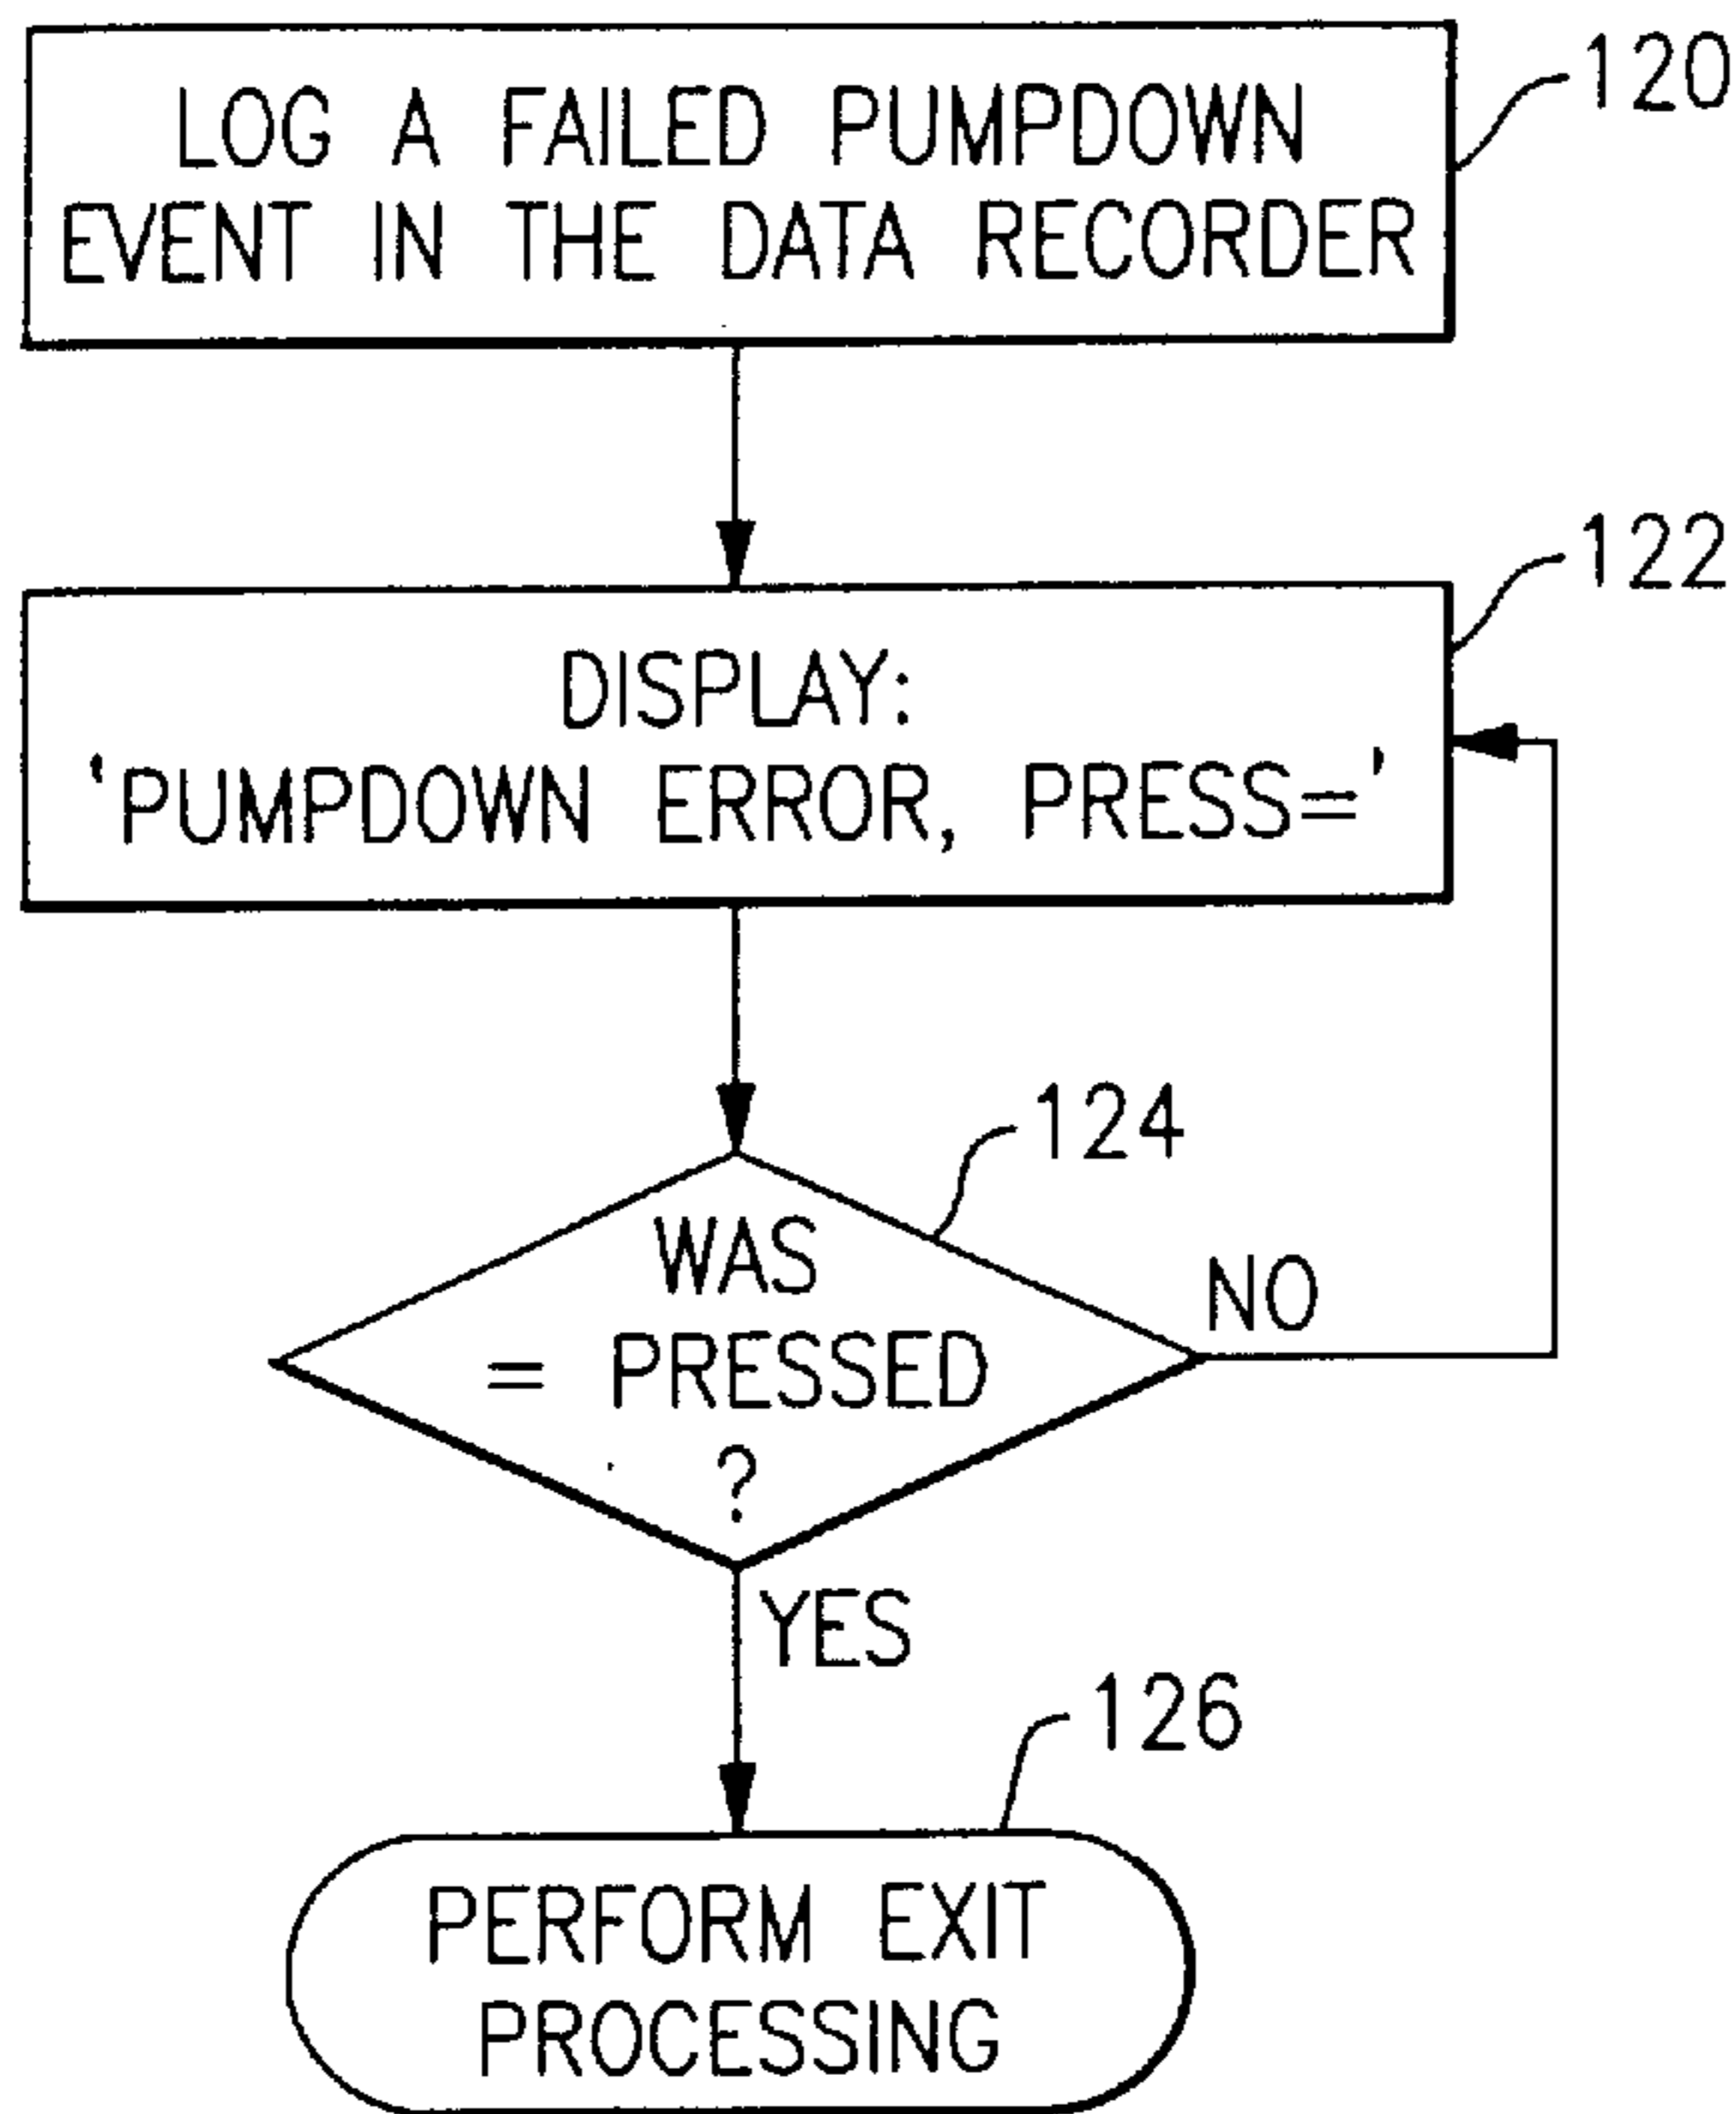 LOG A FAILED PUMPDOWN
EVENT IN THE DATA RECORDER
120
DISPLAY:
'PUMPDOWN ERROR, PRESS='
122
124
WAS
= PRESSED
?
NO
YES
126
PERFORM EXIT
PROCESSING